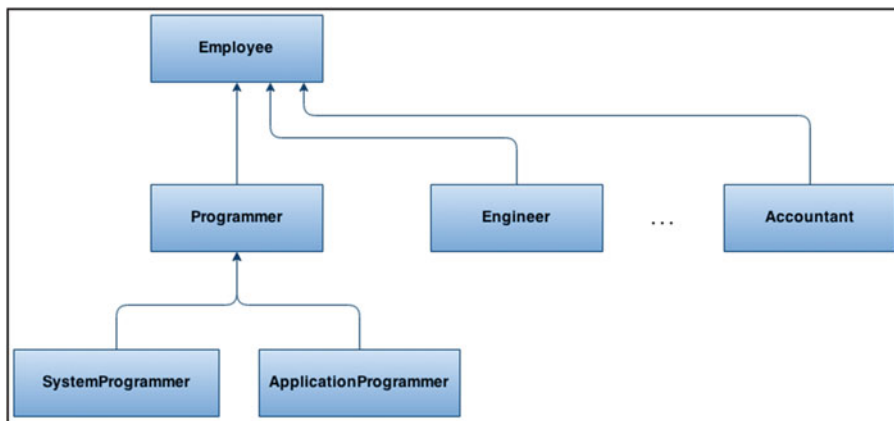 Employee
Programmer
Engineer
...
Accountant
SystemProgrammer
ApplicationProgrammer